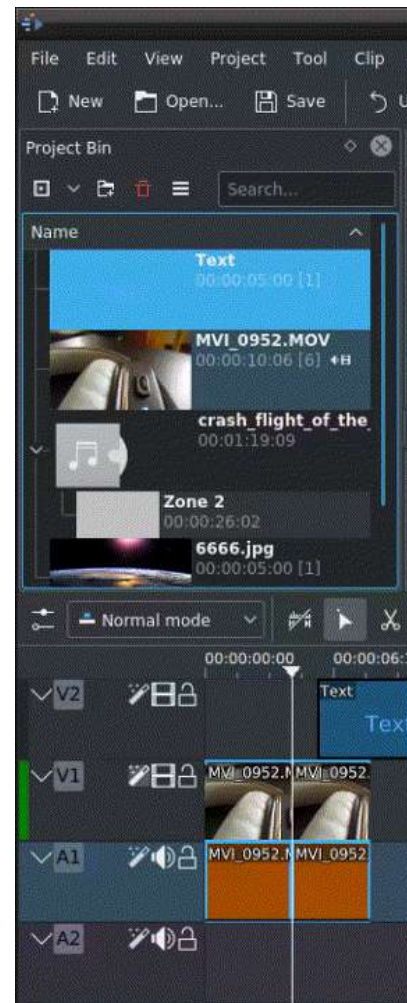 File Edit View Project Tool Clip
New Open... Save U
Project Bin
Search...
Name
Text
00:00:05:00 [1]
MVI_0952.MOV
00:00:10:06 [6]
crash_flight_of_the_
00:01:19:09
Zone 2
00:00:26:02
6666.jpg
00:00:05:00 [1]
Normal mode
00:00:00:00 00:00:06:
V2 Text
Text
V1 MVI_0952.M MVI_0952.
A1 MVI_0952.M MVI_0952
A2